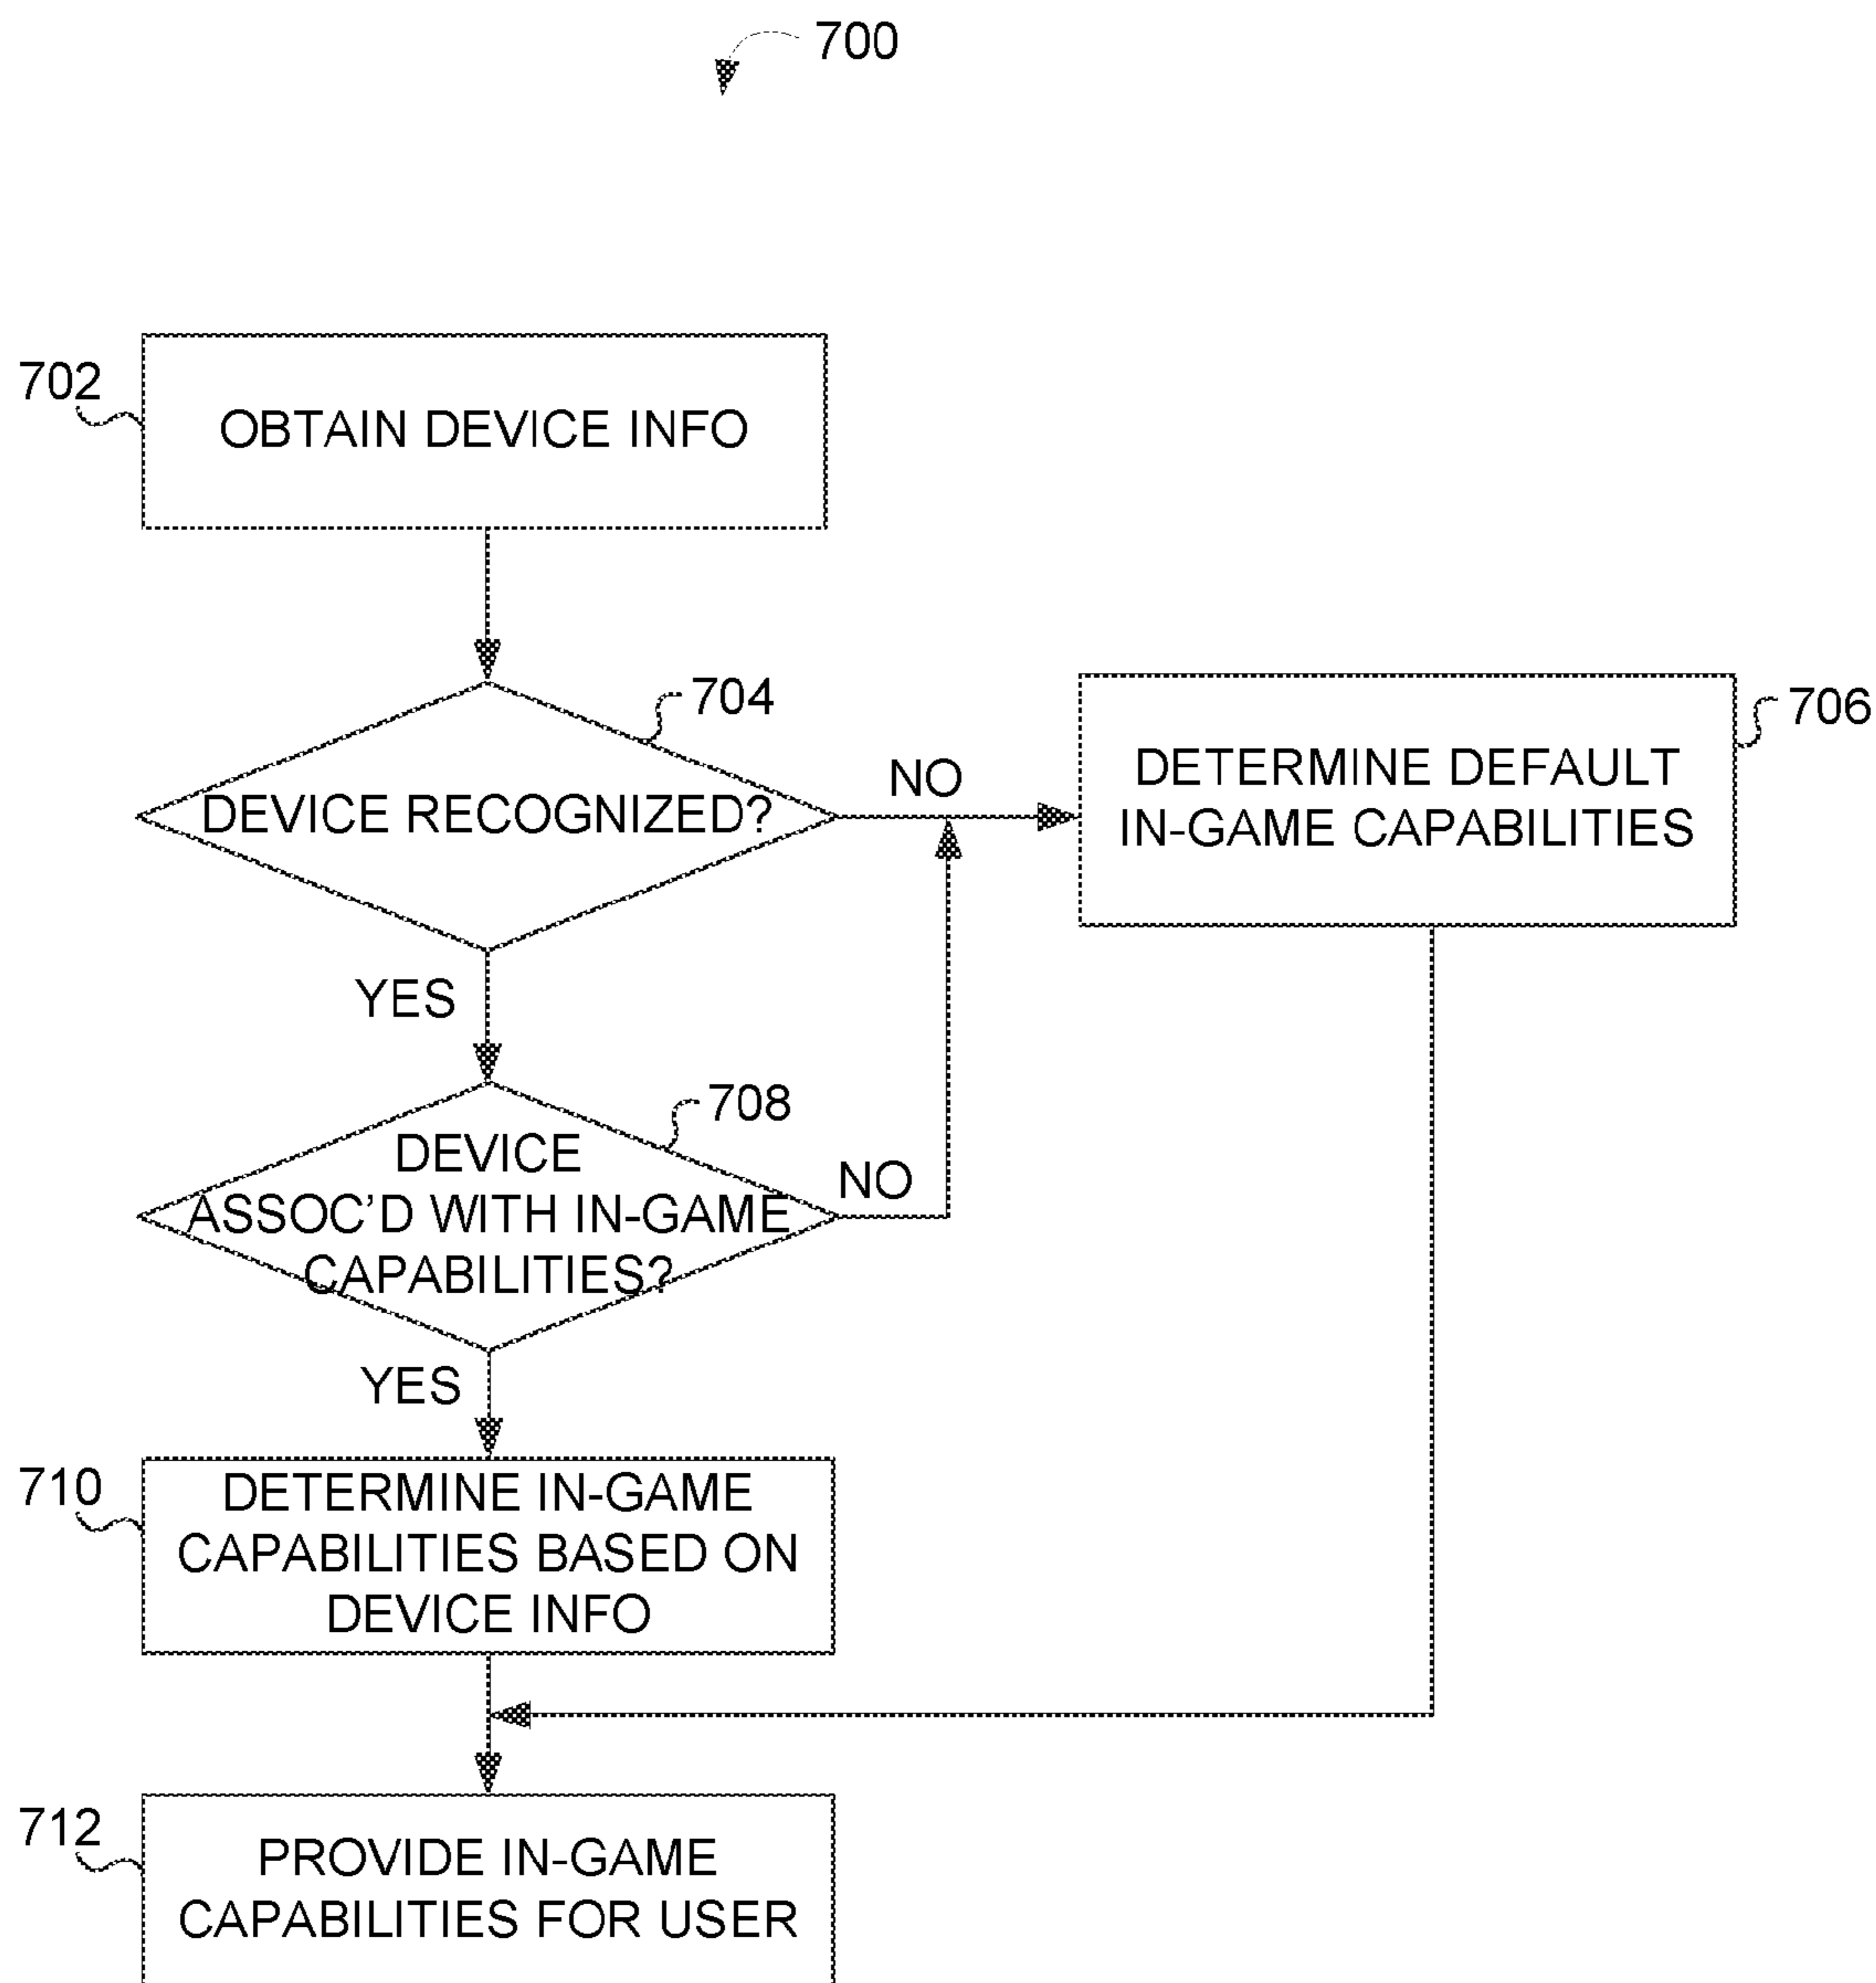 700
702
OBTAIN DEVICE INFO
704
DEVICE RECOGNIZED?
NO
706
DETERMINE DEFAULT
IN-GAME CAPABILITIES
YES
708
DEVICE
ASSOC'D WITH IN-GAME
CAPABILITIES?
NO
YES
710
DETERMINE IN-GAME
CAPABILITIES BASED ON
DEVICE INFO
712
PROVIDE IN-GAME
CAPABILITIES FOR USER